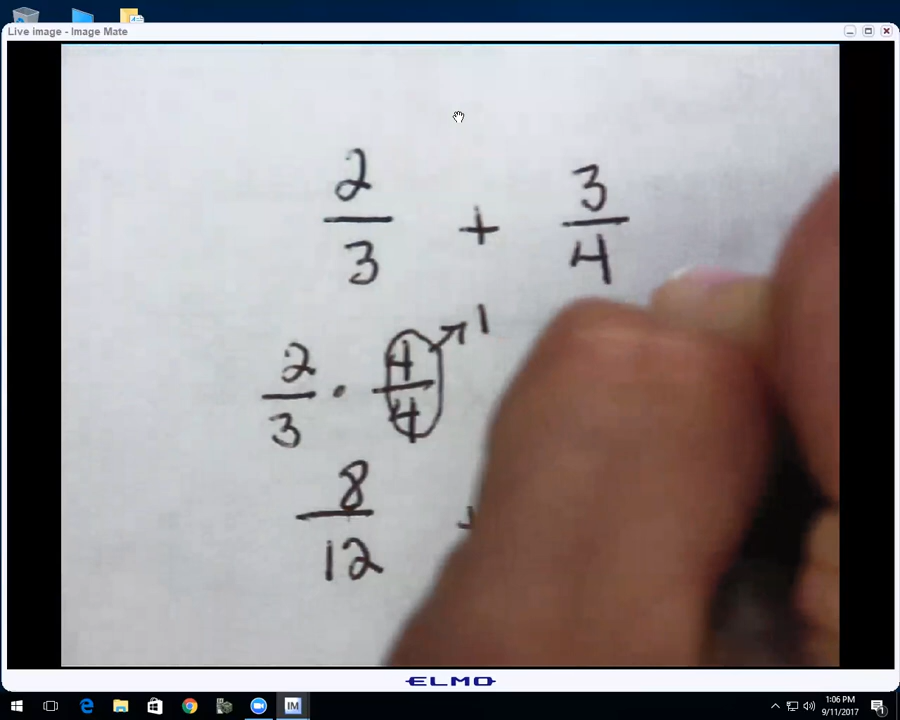 Live image - Image Mate
2/3 + 3/4
2/3 · 4/4 → 1
8/12 +
ELMO
IM
1:06 PM
9/11/2017